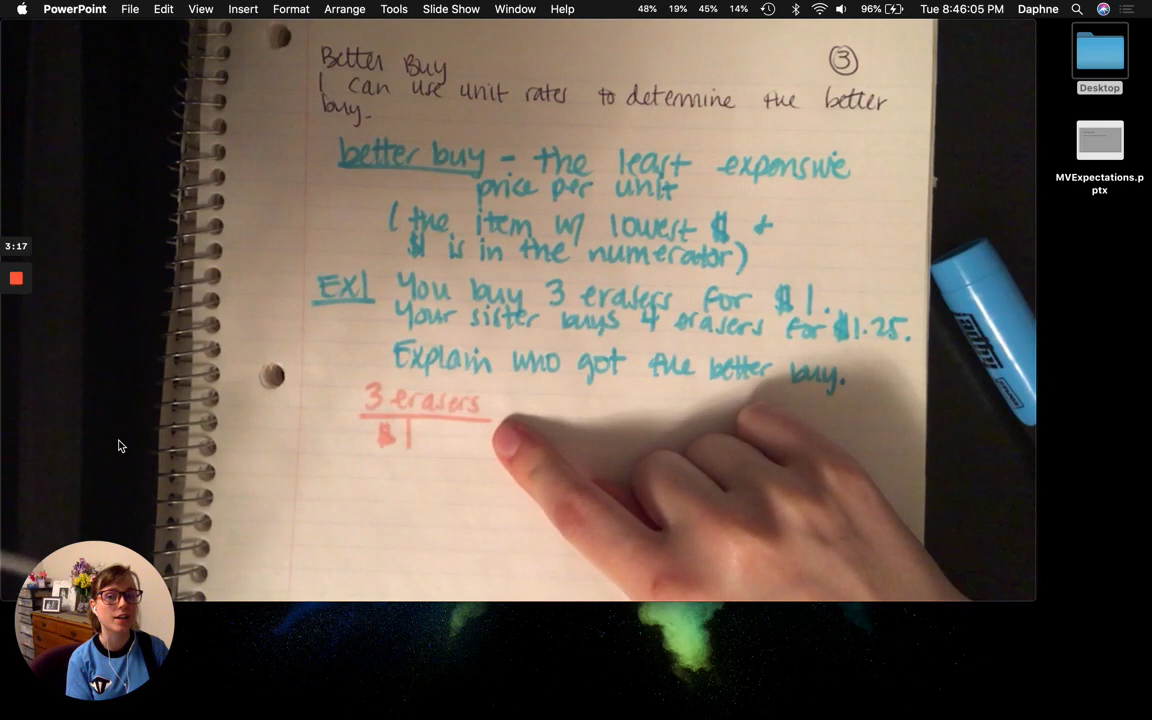 PowerPoint File Edit View Insert Format Arrange Tools Slide Show Window Help 48% 19% 45% 14% 96% Tue 8:46:05 PM Daphne
Better Buy
3
I can use unit rates to determine the better
buy.
better buy - the least expensive
price per unit
(the item w/ lowest $ +
$ is in the numerator)
EX1 You buy 3 erasers for $1.
Your sister buys 4 erasers for $1.25.
Explain who got the better buy.
3 erasers
$1
3:17
Desktop
MVExpectations.p
ptx